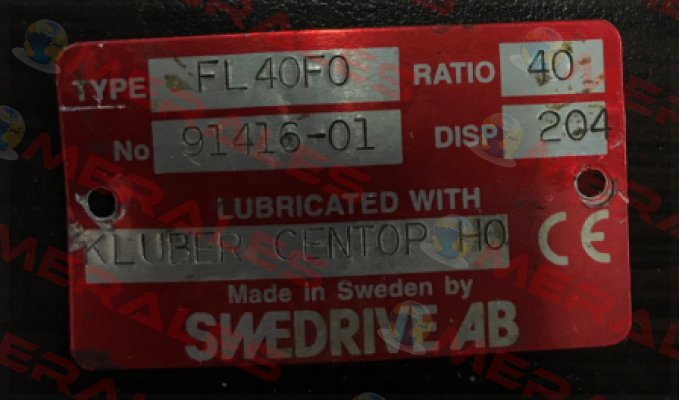 TYPE FL40F0 RATIO 40
No 91416-01 DISP 204
LUBRICATED WITH
KLUBER CENTOP HO
CE
Made in Sweden by
SWEDRIVE AB
OMERALES